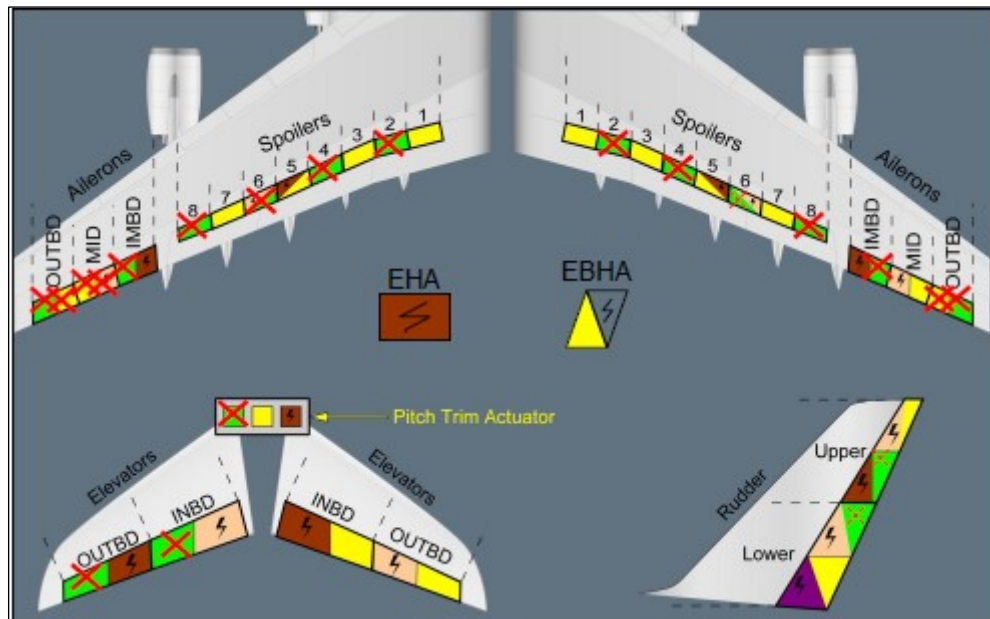 Ailerons
Spoilers
8 7 6 5 4 3 2 1
OUTBD
MID
IMBD
1 2 3 4 5 6 7 8
Spoilers
Ailerons
IMBD
MID
OUTBD
EHA
EBHA
Pitch Trim Actuator
Elevators
OUTBD
INBD
Elevators
INBD
OUTBD
Rudder
Upper
Lower